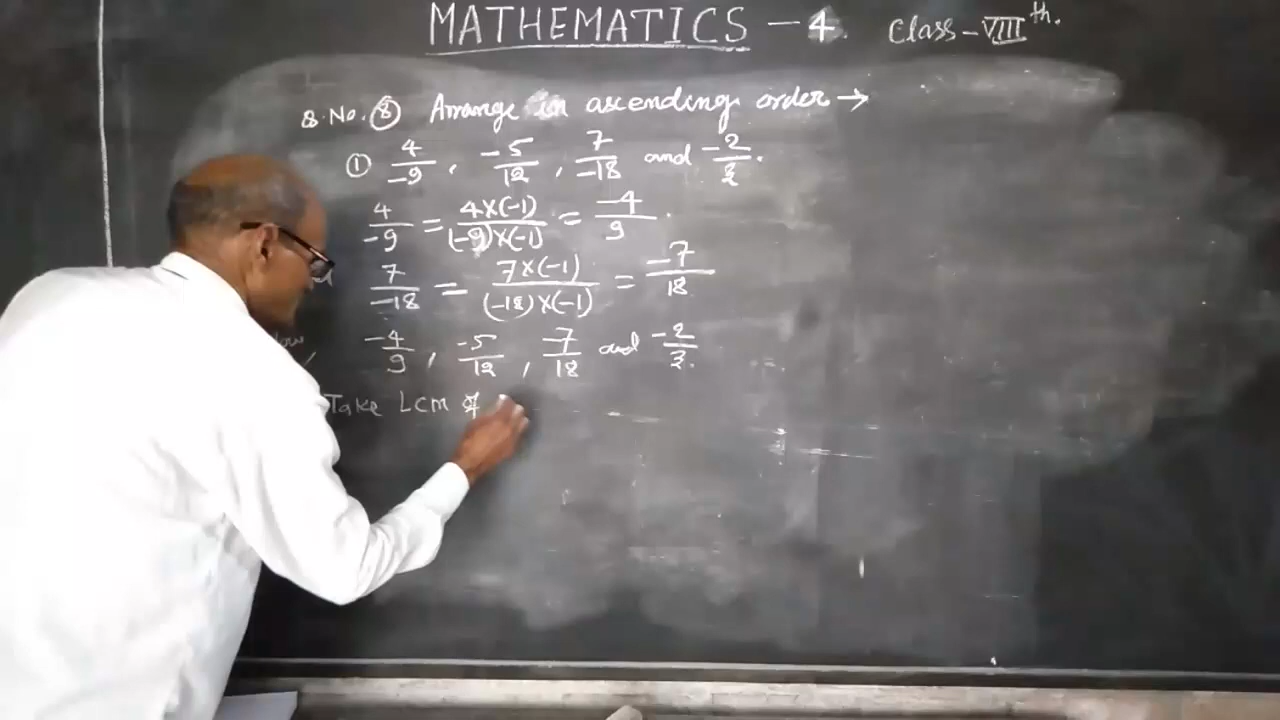 MATHEMATICS - 4. Class - VIIIth.
Q.No. 8 Arrange in ascending order →
① 4/-9, -5/12, 7/-18 and -2/3.
4/-9 = 4×(-1)/(-9)×(-1) = -4/9.
7/-18 = 7×(-1)/(-18)×(-1) = -7/18
-4/9, -5/12, -7/18 and -2/3.
Take LCM of